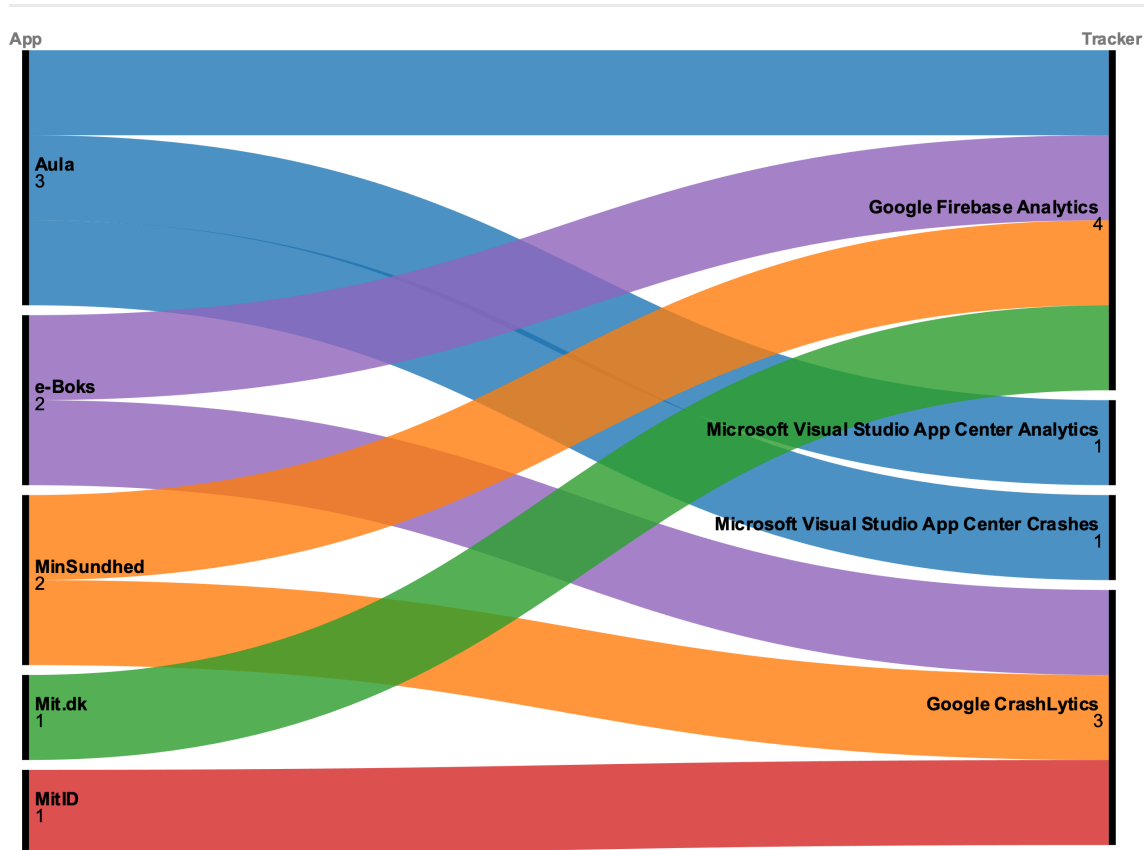 App
Tracker
Aula
3
Google Firebase Analytics
4
e-Boks
2
Microsoft Visual Studio App Center Analytics
1
Microsoft Visual Studio App Center Crashes
1
MinSundhed
2
Mit.dk
1
Google CrashLytics
3
MitID
1